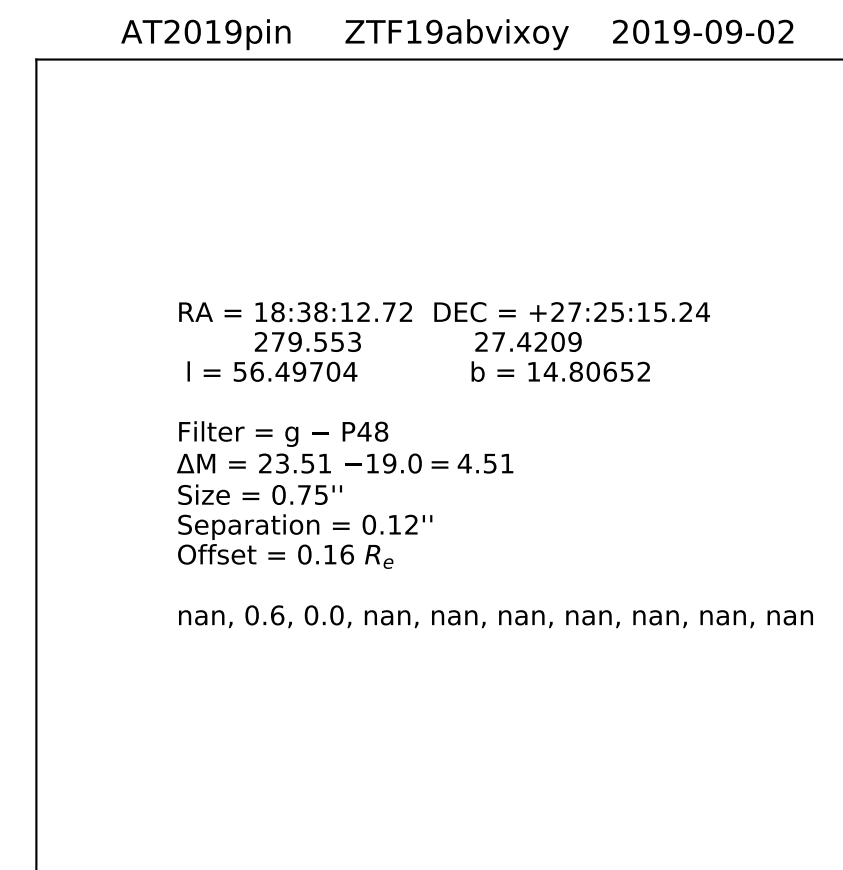 AT2019pin ZTF19abvixoy 2019-09-02
RA = 18:38:12.72 DEC = +27:25:15.24
279.553 27.4209
l = 56.49704 b = 14.80652
Filter = g − P48
ΔM = 23.51 −19.0 = 4.51
Size = 0.75''
Separation = 0.12''
Offset = 0.16 Re
nan, 0.6, 0.0, nan, nan, nan, nan, nan, nan, nan